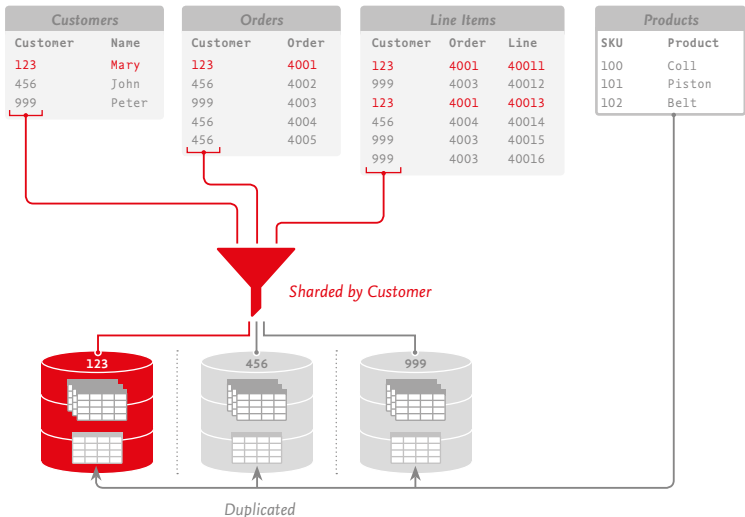 Customers
Customer Name
123 Mary
456 John
999 Peter
Orders
Customer Order
123 4001
456 4002
999 4003
456 4004
456 4005
Line Items
Customer Order Line
123 4001 40011
999 4003 40012
123 4001 40013
456 4004 40014
999 4003 40015
999 4003 40016
Products
SKU Product
100 Coll
101 Piston
102 Belt
Sharded by Customer
123
456
999
Duplicated